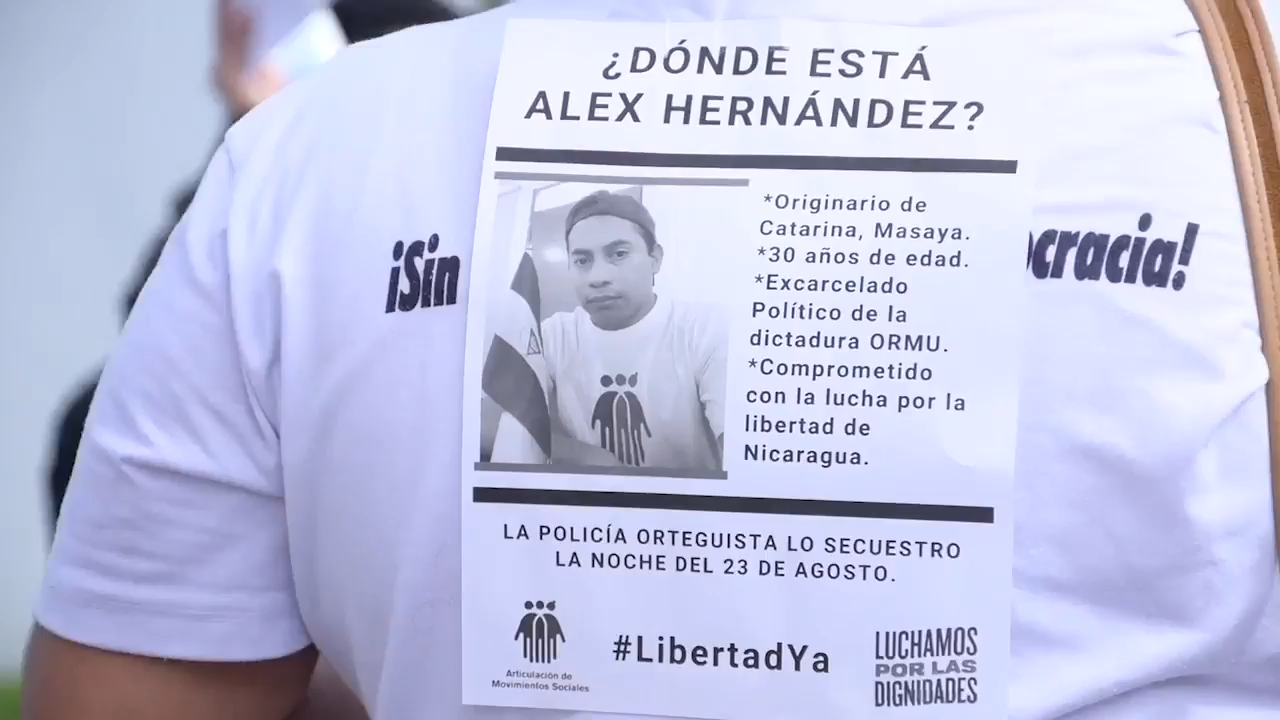 ¿DÓNDE ESTÁ
ALEX HERNÁNDEZ?
¡Sin
cracia!
*Originario de
Catarina, Masaya.
*30 años de edad.
*Excarcelado
Político de la
dictadura ORMU.
*Comprometido
con la lucha por la
libertad de
Nicaragua.
LA POLICÍA ORTEGUISTA LO SECUESTRO
LA NOCHE DEL 23 DE AGOSTO.
Articulación de
Movimientos Sociales
#LibertadYa
LUCHAMOS
POR LAS
DIGNIDADES